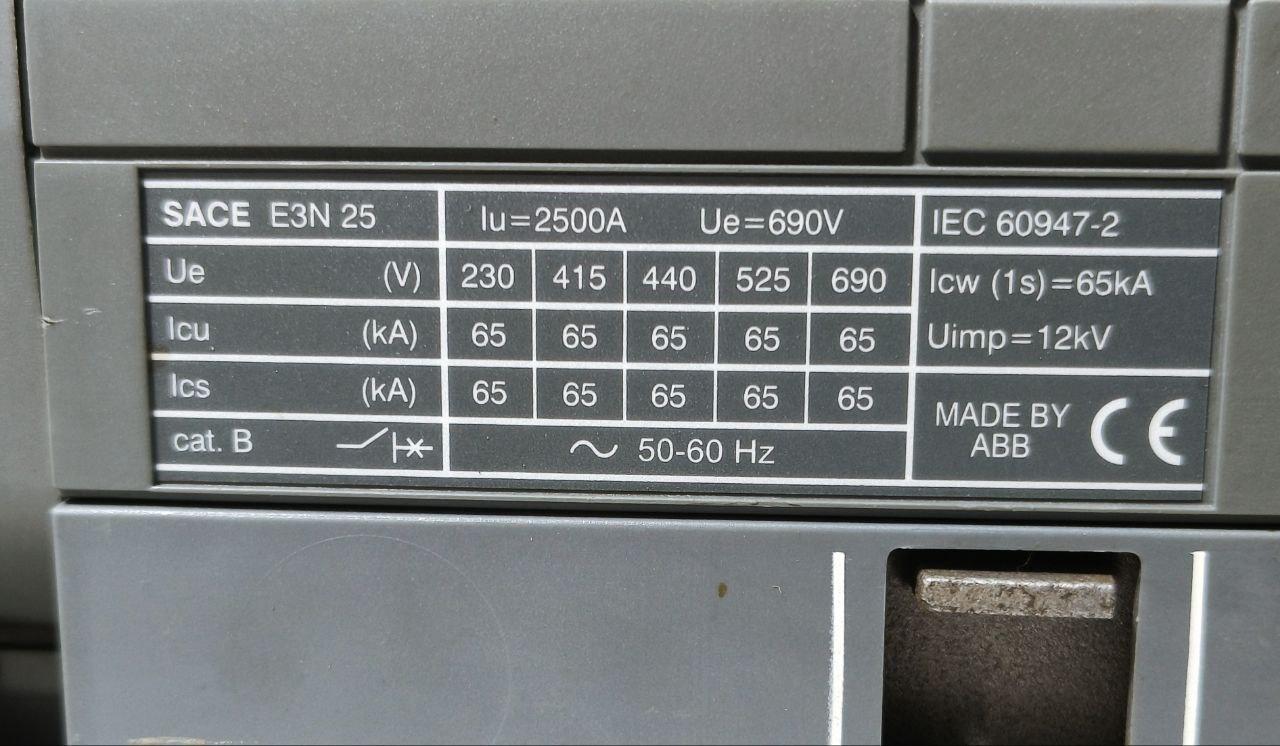 SACE E3N 25 Iu=2500A Ue=690V IEC 60947-2
Ue (V) 230 415 440 525 690 Icw (1s)=65kA
Icu (kA) 65 65 65 65 65 Uimp=12kV
Ics (kA) 65 65 65 65 65 MADE BY
cat. B ~ 50-60 Hz ABB CE